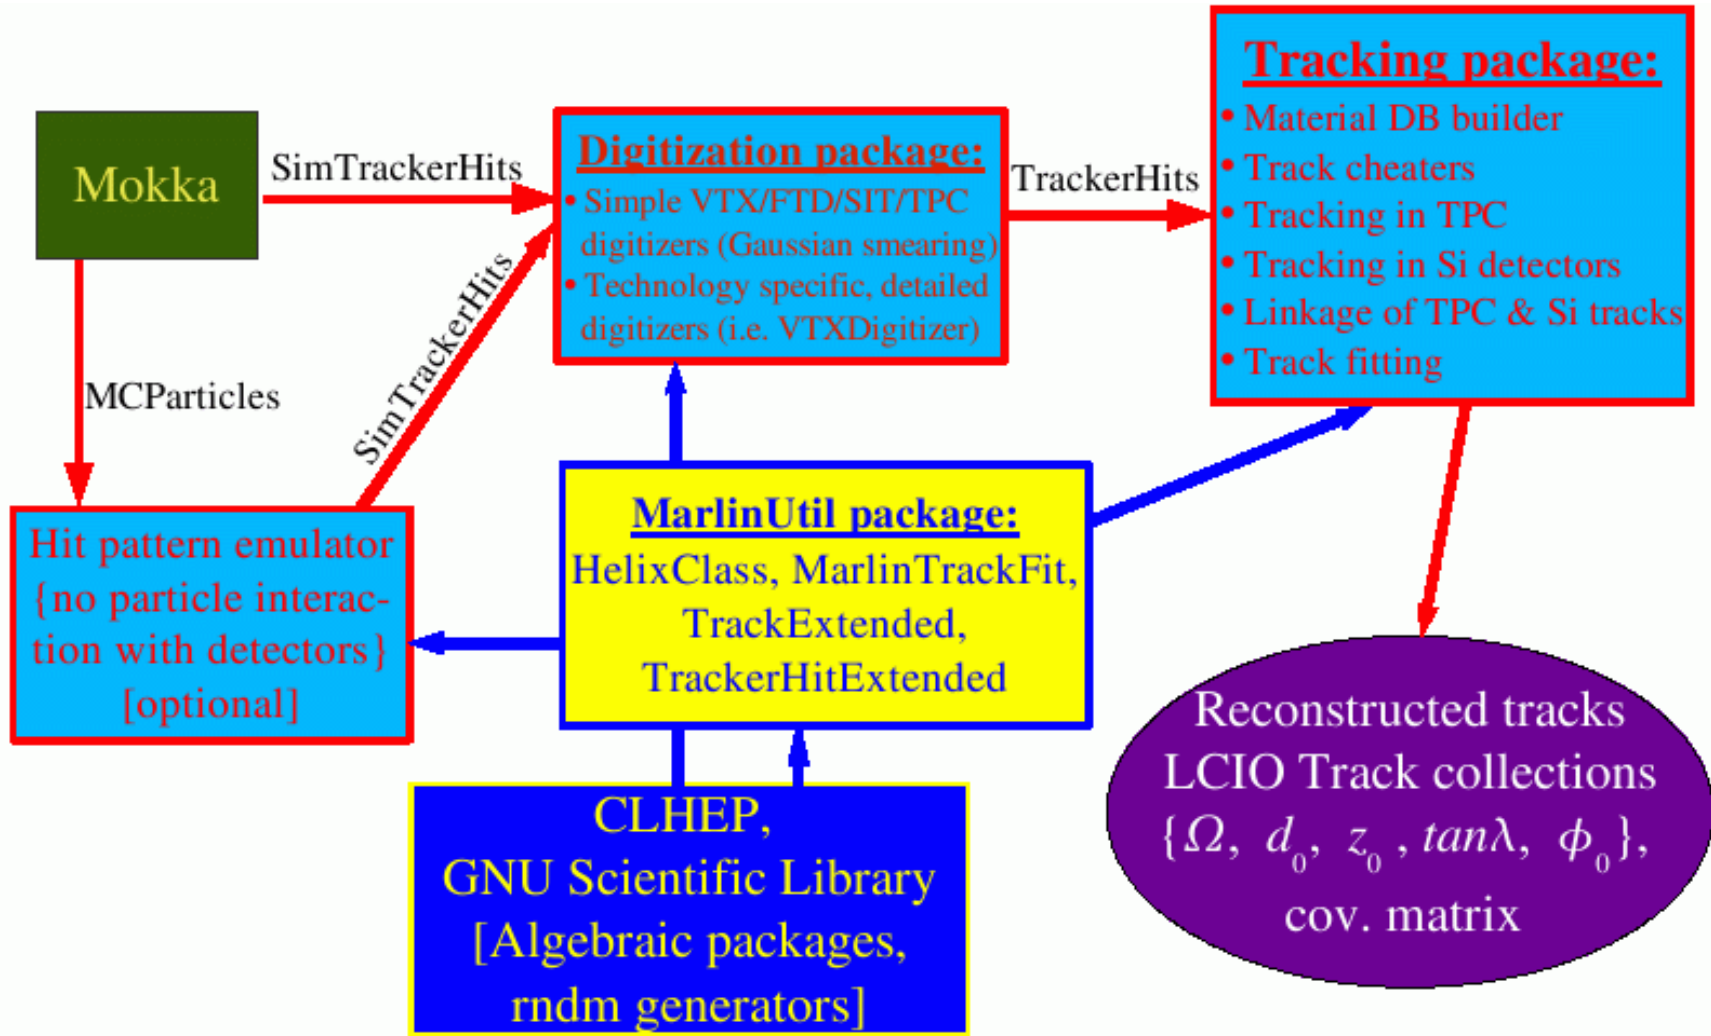 Mokka
SimTrackerHits
MCParticles
SimTrackerHits
Hit pattern emulator
{no particle interac-
tion with detectors}
[optional]
Digitization package:
• Simple VTX/FTD/SIT/TPC
digitizers (Gaussian smearing)
• Technology specific, detailed
digitizers (i.e. VTXDigitizer)
TrackerHits
Tracking package:
• Material DB builder
• Track cheaters
• Tracking in TPC
• Tracking in Si detectors
• Linkage of TPC & Si tracks
• Track fitting
MarlinUtil package:
HelixClass, MarlinTrackFit,
TrackExtended,
TrackerHitExtended
CLHEP,
GNU Scientific Library
[Algebraic packages,
rndm generators]
Reconstructed tracks
LCIO Track collections
{Ω, d₀, z₀ , tanλ, ϕ₀},
cov. matrix